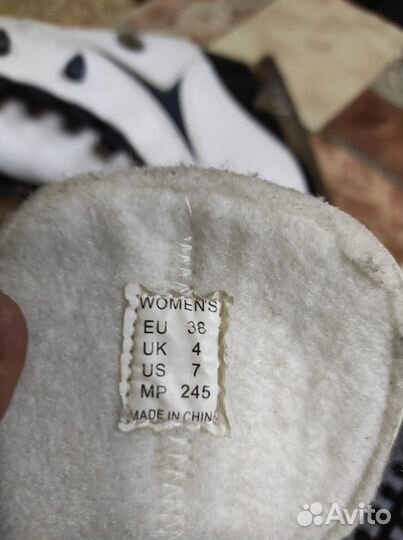 WOMEN'S
EU 38
UK 4
US 7
MP 245
MADE IN CHINA
Avito